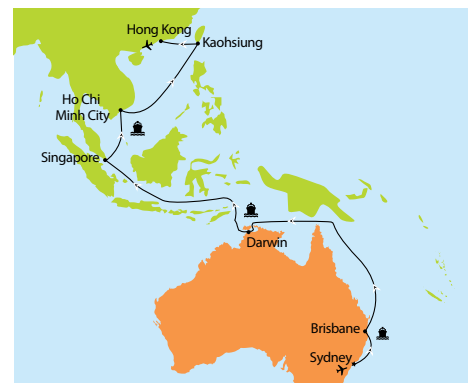 Hong Kong
Kaohsiung
Ho Chi
Minh City
Singapore
Darwin
Brisbane
Sydney